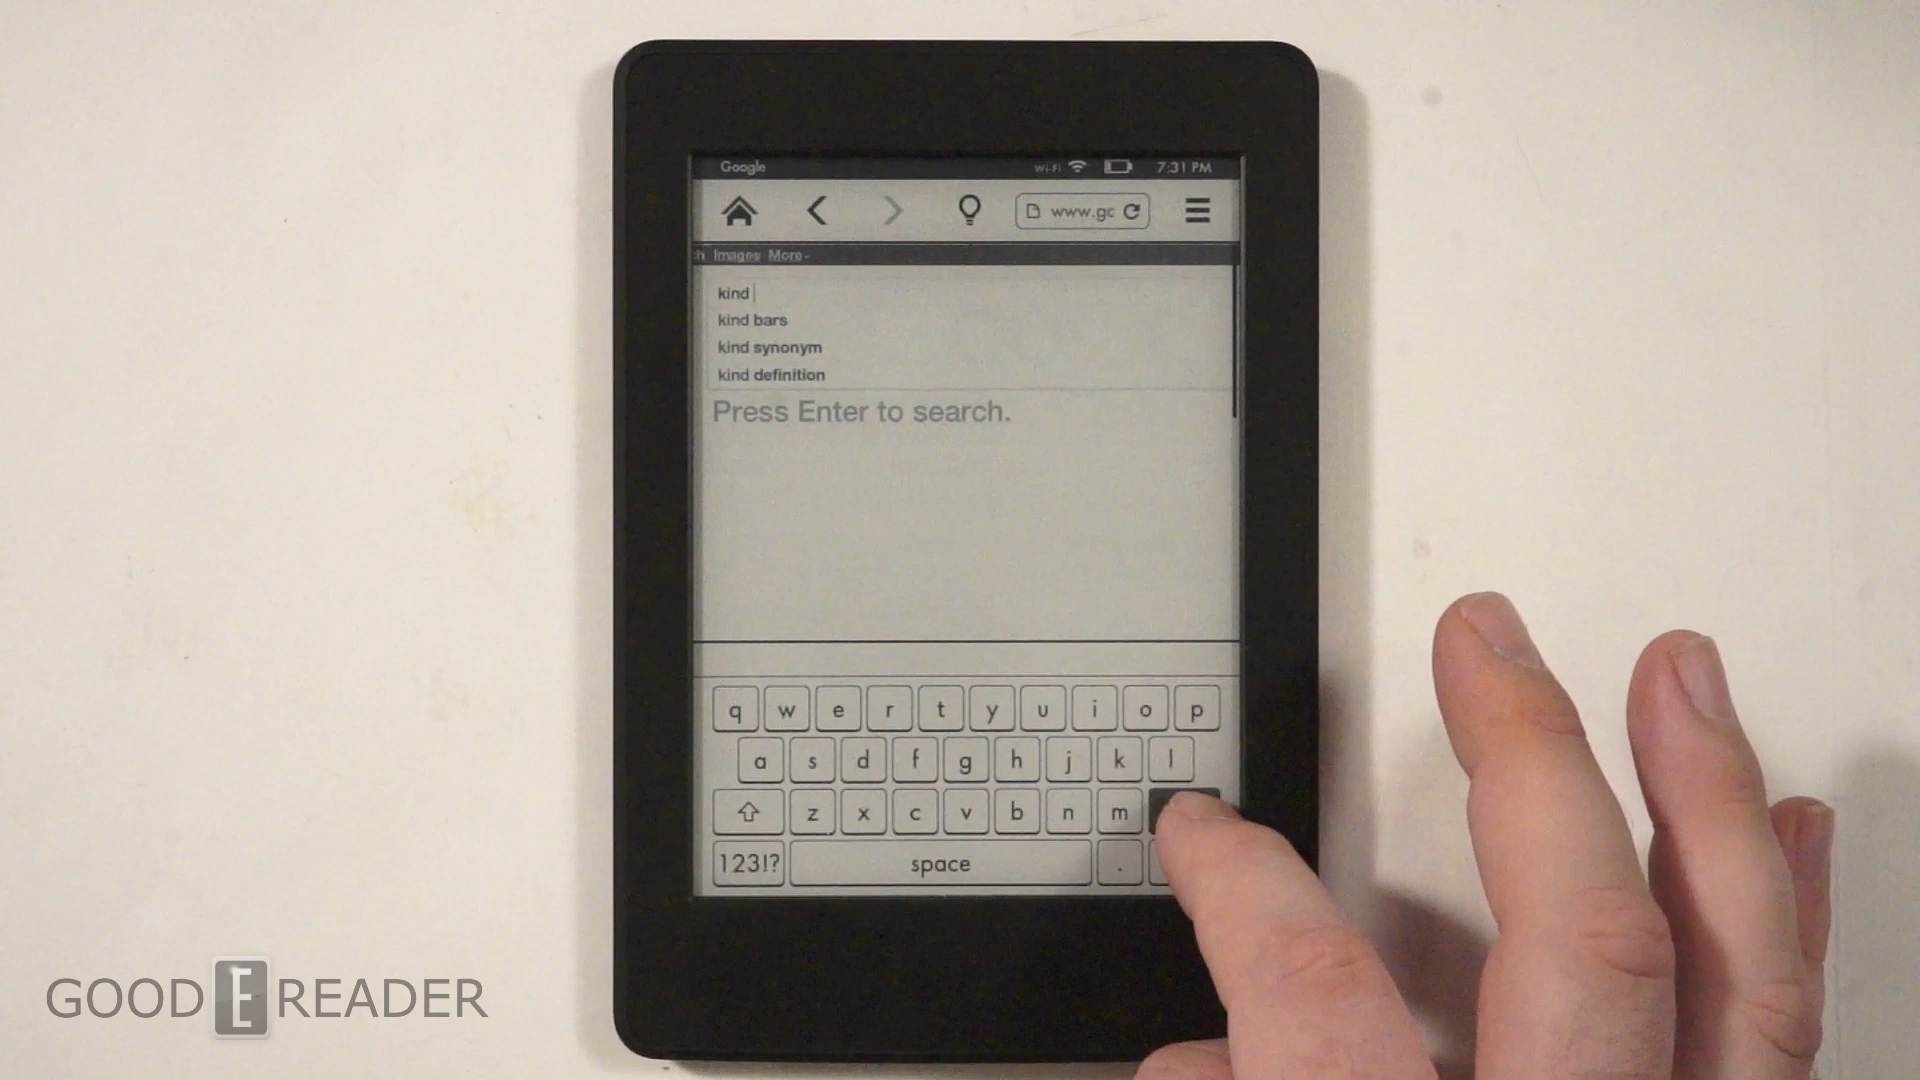 Google Wi-Fi 7:31 PM
www.gc
Images More
kind
kind bars
kind synonym
kind definition
Press Enter to search.
q w e r t y u i o p
a s d f g h j k l
z x c v b n m
123!? space .
GOOD E READER